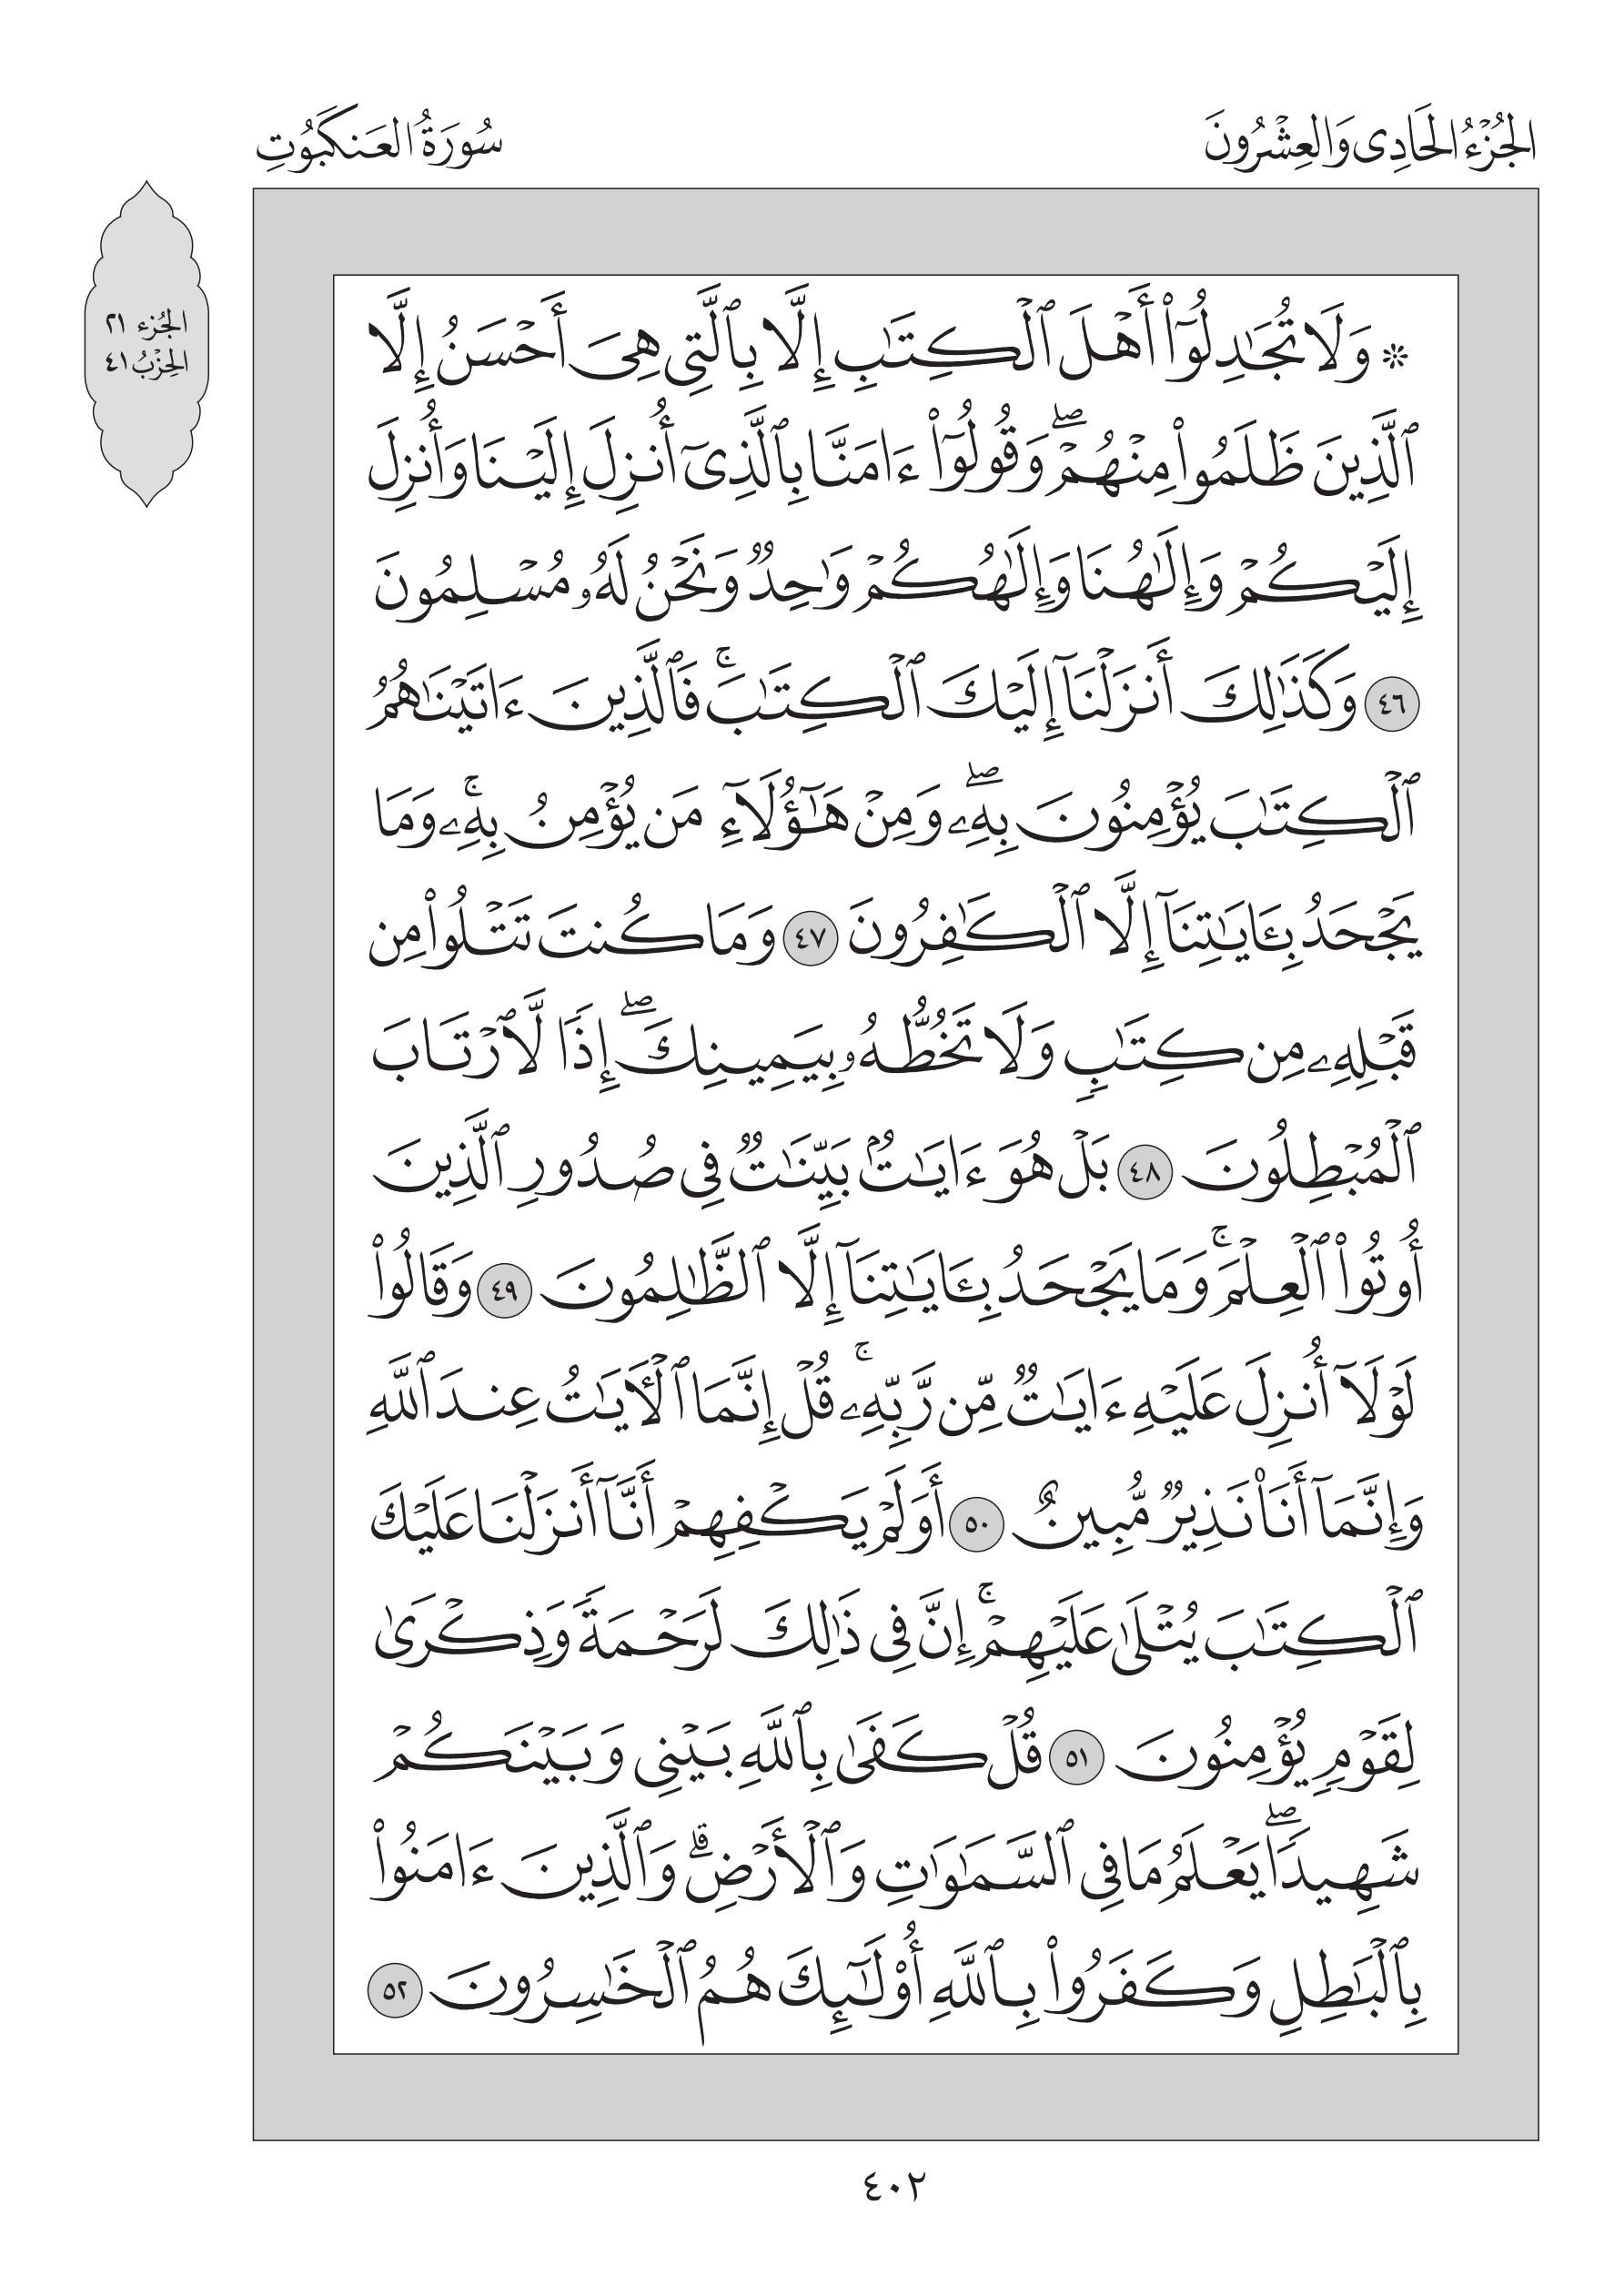 الجُزْءُ الحَادِى وَالعِشْرُونَ
سُورَةُ العَنكَبُوتِ
الجُزء ٢١
الحِزْبُ ٤١
۞ وَلَا تُجَٰدِلُوٓا۟ أَهْلَ ٱلْكِتَٰبِ إِلَّا بِٱلَّتِى هِىَ أَحْسَنُ إِلَّا
ٱلَّذِينَ ظَلَمُوا۟ مِنْهُمْۖ وَقُولُوٓا۟ ءَامَنَّا بِٱلَّذِىٓ أُنزِلَ إِلَيْنَا وَأُنزِلَ
إِلَيْكُمْ وَإِلَٰهُنَا وَإِلَٰهُكُمْ وَٰحِدٌ وَنَحْنُ لَهُۥ مُسْلِمُونَ
٤٦ وَكَذَٰلِكَ أَنزَلْنَآ إِلَيْكَ ٱلْكِتَٰبَۚ فَٱلَّذِينَ ءَاتَيْنَٰهُمُ
ٱلْكِتَٰبَ يُؤْمِنُونَ بِهِۦۖ وَمِنْ هَٰٓؤُلَآءِ مَن يُؤْمِنُ بِهِۦۚ وَمَا
يَجْحَدُ بِـَٔايَٰتِنَآ إِلَّا ٱلْكَٰفِرُونَ ٤٧ وَمَا كُنتَ تَتْلُوا۟ مِن
قَبْلِهِۦ مِن كِتَٰبٍ وَلَا تَخُطُّهُۥ بِيَمِينِكَۖ إِذًا لَّٱرْتَابَ
ٱلْمُبْطِلُونَ ٤٨ بَلْ هُوَ ءَايَٰتٌۢ بَيِّنَٰتٌ فِى صُدُورِ ٱلَّذِينَ
أُوتُوا۟ ٱلْعِلْمَۚ وَمَا يَجْحَدُ بِـَٔايَٰتِنَآ إِلَّا ٱلظَّٰلِمُونَ ٤٩ وَقَالُوا۟
لَوْلَآ أُنزِلَ عَلَيْهِ ءَايَٰتٌ مِّن رَّبِّهِۦۚ قُلْ إِنَّمَا ٱلْـَٔايَٰتُ عِندَ ٱللَّهِ
وَإِنَّمَآ أَنَا۠ نَذِيرٌ مُّبِينٌ ٥٠ أَوَلَمْ يَكْفِهِمْ أَنَّآ أَنزَلْنَا عَلَيْكَ
ٱلْكِتَٰبَ يُتْلَىٰ عَلَيْهِمْۚ إِنَّ فِى ذَٰلِكَ لَرَحْمَةً وَذِكْرَىٰ
لِقَوْمٍ يُؤْمِنُونَ ٥١ قُلْ كَفَىٰ بِٱللَّهِ بَيْنِى وَبَيْنَكُمْ
شَهِيدًاۖ يَعْلَمُ مَا فِى ٱلسَّمَٰوَٰتِ وَٱلْأَرْضِۗ وَٱلَّذِينَ ءَامَنُوا۟
بِٱلْبَٰطِلِ وَكَفَرُوا۟ بِٱللَّهِ أُو۟لَٰٓئِكَ هُمُ ٱلْخَٰسِرُونَ ٥٢
٤٠٢